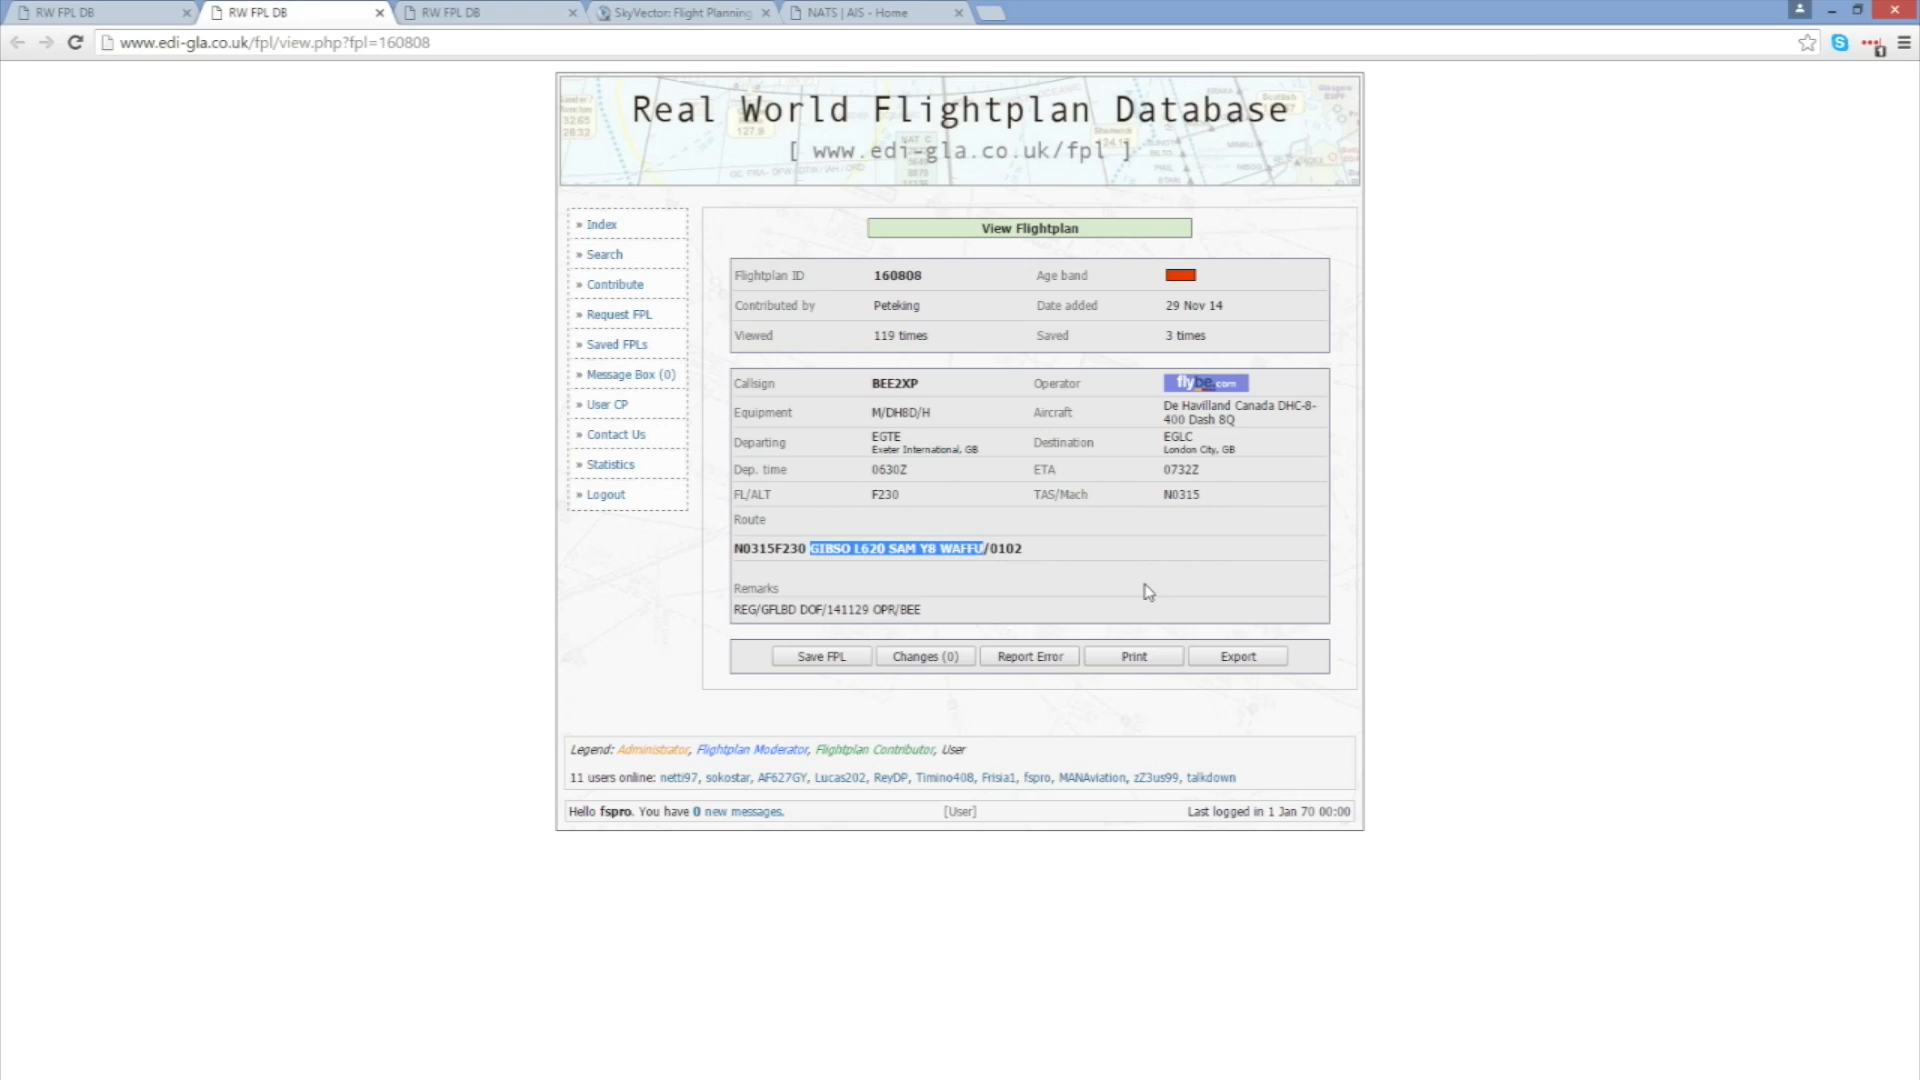 RW FPL DB
RW FPL DB
RW FPL DB
SkyVector: Flight Planning
NATS | AIS - Home
www.edi-gla.co.uk/fpl/view.php?fpl=160808
Real World Flightplan Database
[ www.edi-gla.co.uk/fpl ]
» Index
» Search
» Contribute
» Request FPL
» Saved FPLs
» Message Box (0)
» User CP
» Contact Us
» Statistics
» Logout
View Flightplan
Flightplan ID 160808 Age band
Contributed by Peteking Date added 29 Nov 14
Viewed 119 times Saved 3 times
Callsign BEE2XP Operator flybe.com
Equipment M/DH8D/H Aircraft De Havilland Canada DHC-8-
400 Dash 8Q
Departing EGTE Destination EGLC
Exeter International, GB London City, GB
Dep. time 0630Z ETA 0732Z
FL/ALT F230 TAS/Mach N0315
Route
N0315F230 GIBSO L620 SAM Y8 WAFFU/0102
Remarks
REG/GFLBD DOF/141129 OPR/BEE
Save FPL Changes (0) Report Error Print Export
Legend: Administrator, Flightplan Moderator, Flightplan Contributor, User
11 users online: netti97, sokostar, AF627GY, Lucas202, ReyDP, Timino408, Frisia1, fspro, MANAviation, zZ3us99, talkdown
Hello fspro. You have 0 new messages. [User] Last logged in 1 Jan 70 00:00